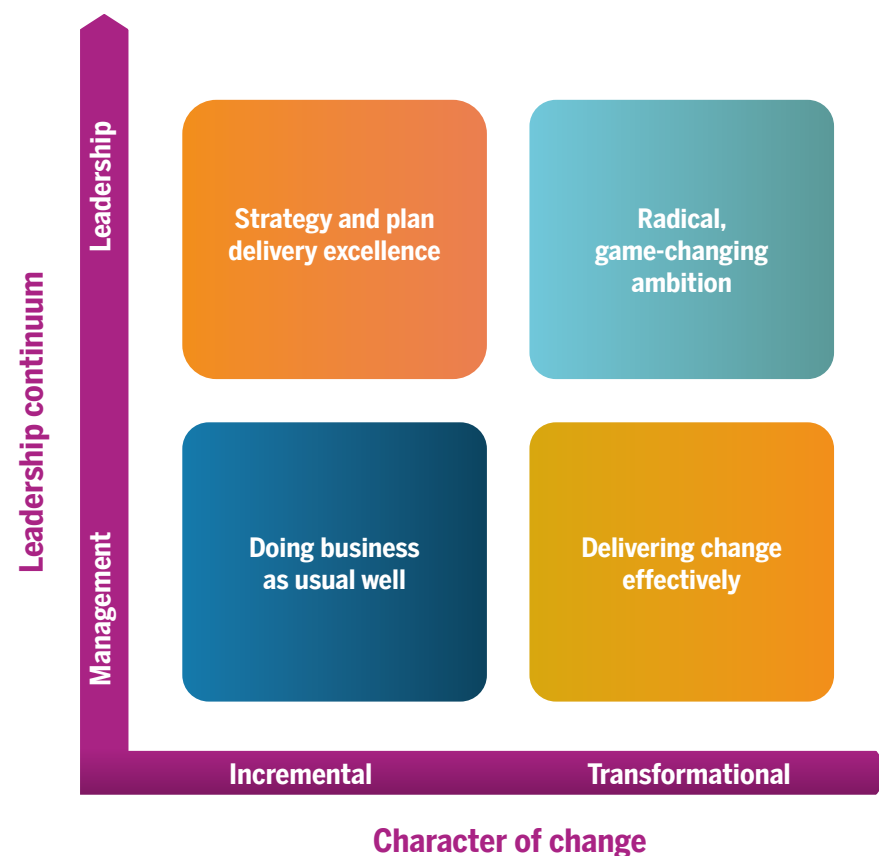 Leadership continuum
Leadership
Management
Strategy and plan
delivery excellence
Radical,
game-changing
ambition
Doing business
as usual well
Delivering change
effectively
Incremental
Transformational
Character of change